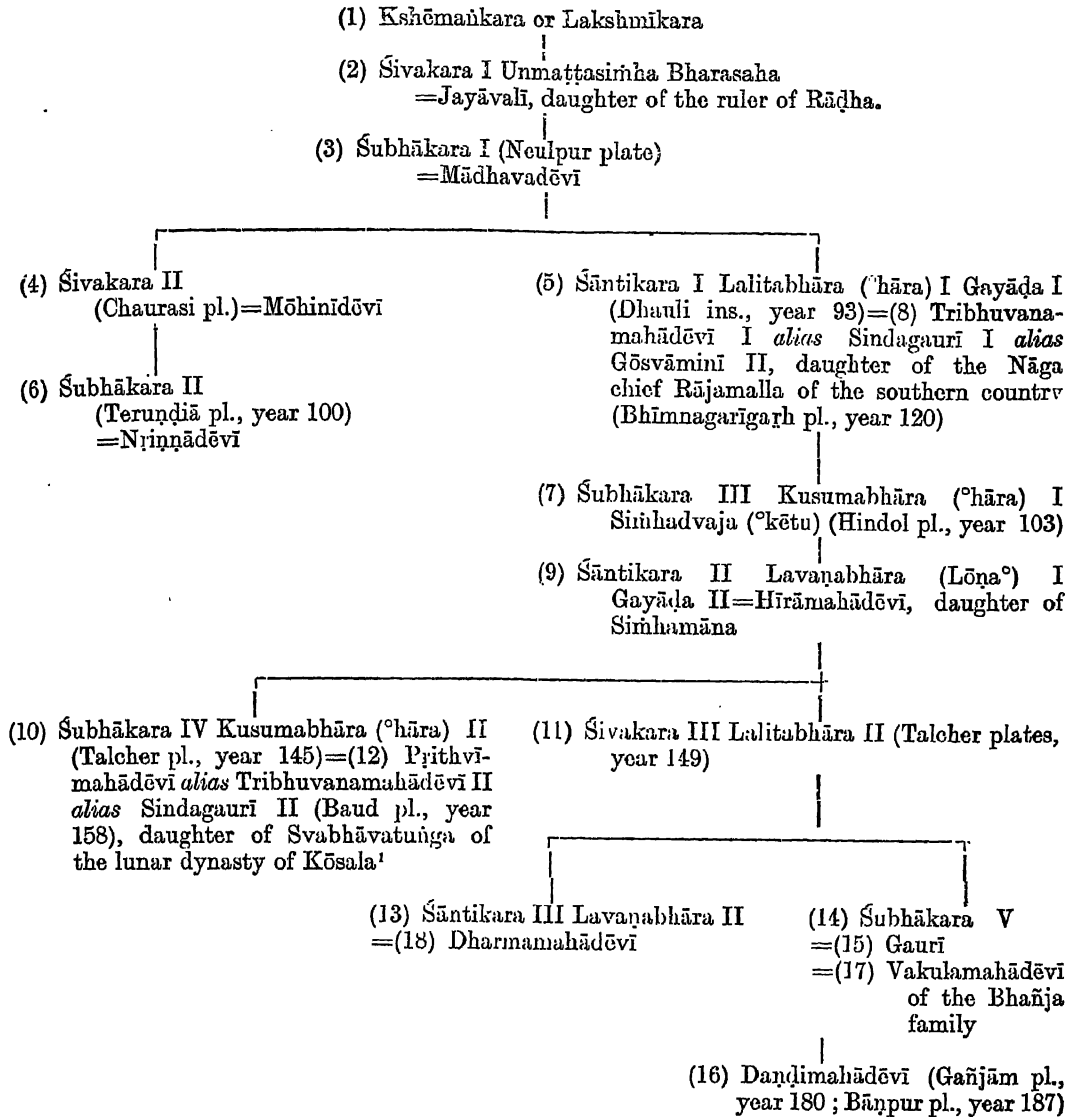 (1) Kshēmaṅkara or Lakshmīkara
(2) Śivakara I Unmaṭṭasiṁha Bharasaha
=Jayāvalī, daughter of the ruler of Rāḍha.
(3) Śubhākara I (Neulpur plate)
=Mādhavadēvī
(4) Śivakara II
(Chaurasi pl.)=Mōhinīdēvī
(6) Śubhākara II
(Teruṇḍiā pl., year 100)
=Nṛiṇṇādēvī
(5) Śāntikara I Lalitabhāra (°hāra) I Gayāḍa I
(Dhauli ins., year 93)=(8) Tribhuvana-
mahādēvī I alias Sindagaurī I alias
Gōsvāminī II, daughter of the Nāga
chief Rājamalla of the southern country
(Bhīmnagarīgaṛh pl., year 120)
(7) Śubhākara III Kusumabhāra (°hāra) I
Siṁhadvaja (°kētu) (Hindol pl., year 103)
(9) Śāntikara II Lavaṇabhāra (Lōṇa°) I
Gayāḍa II=Hīrāmahādēvī, daughter of
Siṁhamāna
(10) Śubhākara IV Kusumabhāra (°hāra) II
(Talcher pl., year 145)=(12) Pṛithvī-
mahādēvī alias Tribhuvanamahādēvī II
alias Sindagaurī II (Baud pl., year
158), daughter of Svabhāvatuṅga of
the lunar dynasty of Kōsala¹
(11) Śivakara III Lalitabhāra II (Talcher plates,
year 149)
(13) Śāntikara III Lavaṇabhāra II
=(18) Dharmamahādēvī
(14) Śubhākara V
=(15) Gaurī
=(17) Vakulamahādēvī
of the Bhañja
family
(16) Daṇḍimahādēvī (Gañjām pl.,
year 180 ; Bāṇpur pl., year 187)